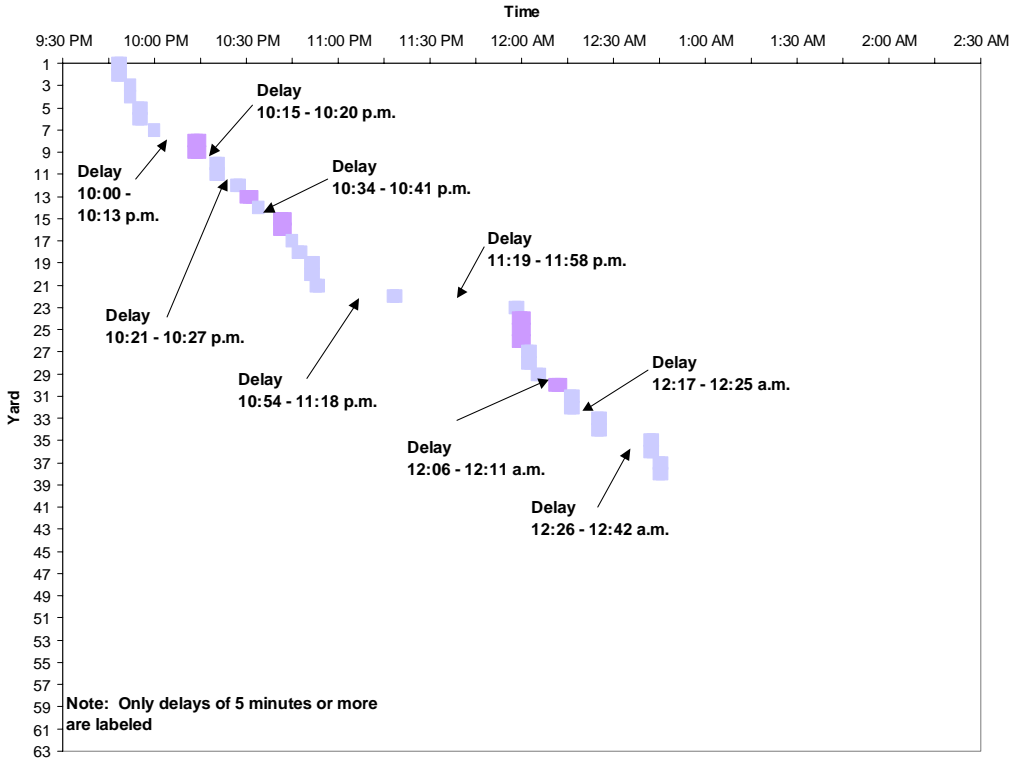 Time
9:30 PM 10:00 PM 10:30 PM 11:00 PM 11:30 PM 12:00 AM 12:30 AM 1:00 AM 1:30 AM 2:00 AM 2:30 AM
1
3
5
7
9
11
13
15
17
19
21
23
25
27
29
31
33
35
37
39
41
43
45
47
49
51
53
55
57
59
61
63
Yard
Delay
10:15 - 10:20 p.m.
Delay
10:00 -
10:13 p.m.
Delay
10:34 - 10:41 p.m.
Delay
11:19 - 11:58 p.m.
Delay
10:21 - 10:27 p.m.
Delay
10:54 - 11:18 p.m.
Delay
12:17 - 12:25 a.m.
Delay
12:06 - 12:11 a.m.
Delay
12:26 - 12:42 a.m.
Note: Only delays of 5 minutes or more
are labeled